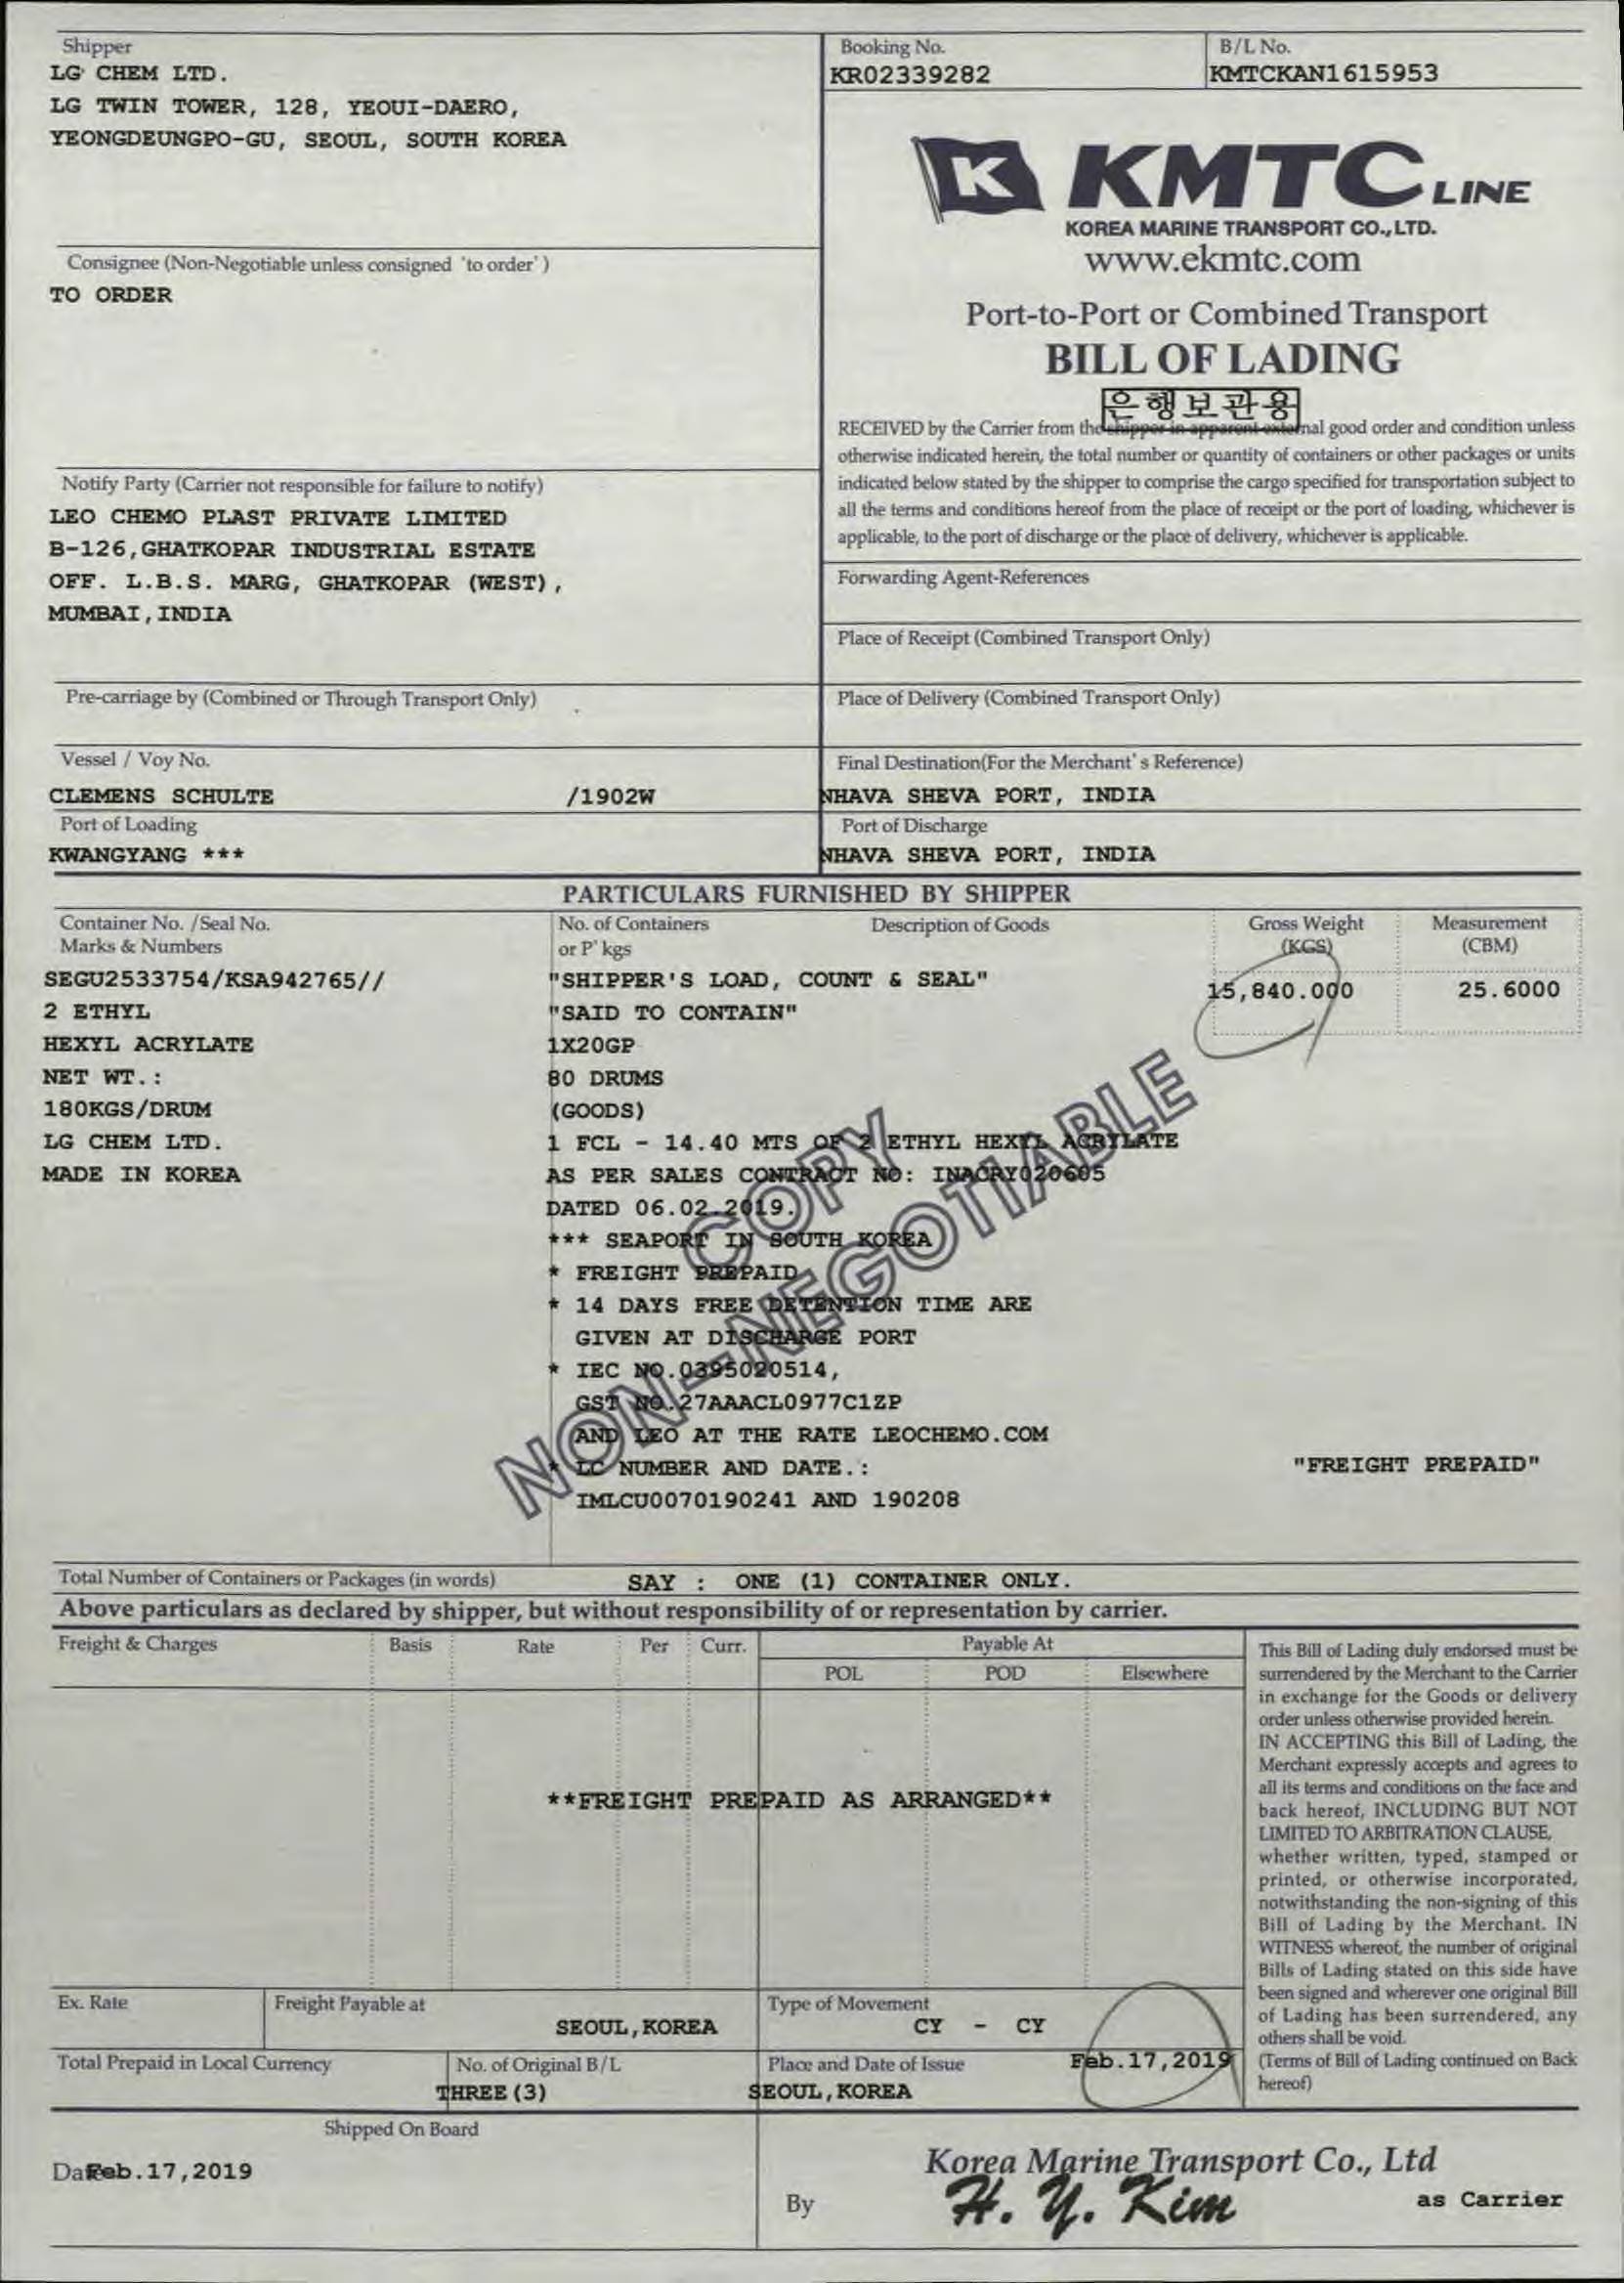 Shipper
LG CHEM LTD.
LG TWIN TOWER, 128, YEOUI-DAERO,
YEONGDEUNGPO-GU, SEOUL, SOUTH KOREA
Booking No.
KR02339282
B/L No.
KMTCKAN1615953
K KMTC LINE
KOREA MARINE TRANSPORT CO.,LTD.
www.ekmtc.com
Port-to-Port or Combined Transport
BILL OF LADING
은행보관용
Consignee (Non-Negotiable unless consigned 'to order' )
TO ORDER
RECEIVED by the Carrier from the shipper in apparent external good order and condition unless
otherwise indicated herein, the total number or quantity of containers or other packages or units
indicated below stated by the shipper to comprise the cargo specified for transportation subject to
all the terms and conditions hereof from the place of receipt or the port of loading, whichever is
applicable, to the port of discharge or the place of delivery, whichever is applicable.
Notify Party (Carrier not responsible for failure to notify)
LEO CHEMO PLAST PRIVATE LIMITED
B-126,GHATKOPAR INDUSTRIAL ESTATE
OFF. L.B.S. MARG, GHATKOPAR (WEST),
MUMBAI,INDIA
Forwarding Agent-References
Place of Receipt (Combined Transport Only)
Pre-carriage by (Combined or Through Transport Only)
Place of Delivery (Combined Transport Only)
Vessel / Voy No.
CLEMENS SCHULTE /1902W
Final Destination(For the Merchant' s Reference)
NHAVA SHEVA PORT, INDIA
Port of Loading
KWANGYANG ***
Port of Discharge
NHAVA SHEVA PORT, INDIA
PARTICULARS FURNISHED BY SHIPPER
Container No. /Seal No.
Marks & Numbers
No. of Containers
or P' kgs
Description of Goods
Gross Weight
(KGS)
Measurement
(CBM)
SEGU2533754/KSA942765//
2 ETHYL
HEXYL ACRYLATE
NET WT.:
180KGS/DRUM
LG CHEM LTD.
MADE IN KOREA
"SHIPPER'S LOAD, COUNT & SEAL"
"SAID TO CONTAIN"
1X20GP
80 DRUMS
(GOODS)
1 FCL - 14.40 MTS OF 2 ETHYL HEXYL ACRYLATE
AS PER SALES CONTRACT NO: INACRY020605
DATED 06.02.2019.
*** SEAPORT IN SOUTH KOREA
* FREIGHT PREPAID
* 14 DAYS FREE DETENTION TIME ARE
GIVEN AT DISCHARGE PORT
* IEC NO.0395020514,
GST NO.27AAACL0977C1ZP
AND LEO AT THE RATE LEOCHEMO.COM
* LC NUMBER AND DATE.:
IMLCU0070190241 AND 190208
15,840.000
25.6000
"FREIGHT PREPAID"
COPY
NON-NEGOTIABLE
Total Number of Containers or Packages (in words)
SAY : ONE (1) CONTAINER ONLY.
Above particulars as declared by shipper, but without responsibility of or representation by carrier.
Freight & Charges
Basis
Rate
Per
Curr.
Payable At
POL
POD
Elsewhere
**FREIGHT PREPAID AS ARRANGED**
This Bill of Lading duly endorsed must be
surrendered by the Merchant to the Carrier
in exchange for the Goods or delivery
order unless otherwise provided herein.
IN ACCEPTING this Bill of Lading, the
Merchant expressly accepts and agrees to
all its terms and conditions on the face and
back hereof, INCLUDING BUT NOT
LIMITED TO ARBITRATION CLAUSE,
whether written, typed, stamped or
printed, or otherwise incorporated,
notwithstanding the non-signing of this
Bill of Lading by the Merchant. IN
WITNESS whereof, the number of original
Bills of Lading stated on this side have
been signed and wherever one original Bill
of Lading has been surrendered, any
others shall be void.
(Terms of Bill of Lading continued on Back
hereof)
Ex. Rate
Freight Payable at
SEOUL,KOREA
Type of Movement
CY - CY
Total Prepaid in Local Currency
No. of Original B/L
THREE(3)
Place and Date of Issue
SEOUL,KOREA
Feb.17,2019
Shipped On Board
Date
Feb.17,2019
Korea Marine Transport Co., Ltd
By
H. Y. Kim
as Carrier